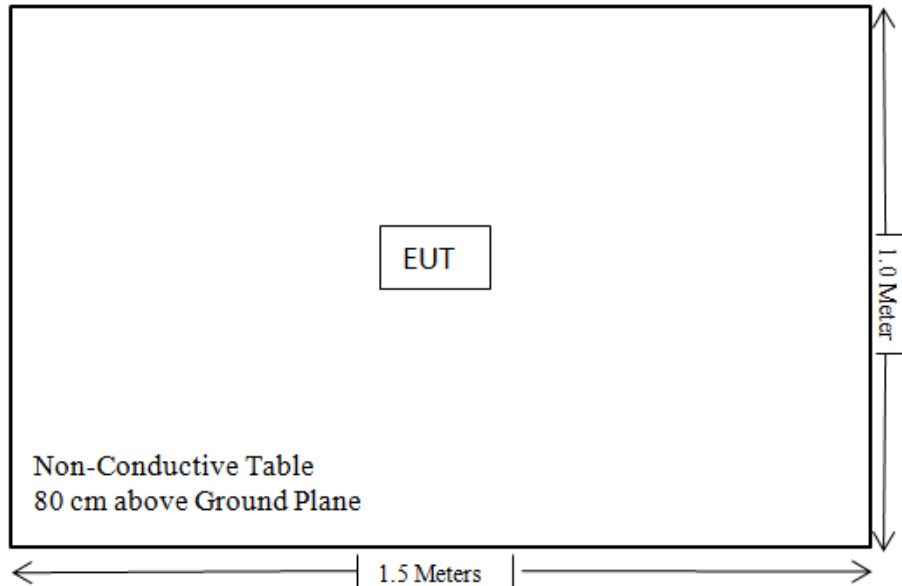 EUT
1.0 Meter
Non-Conductive Table
80 cm above Ground Plane
1.5 Meters